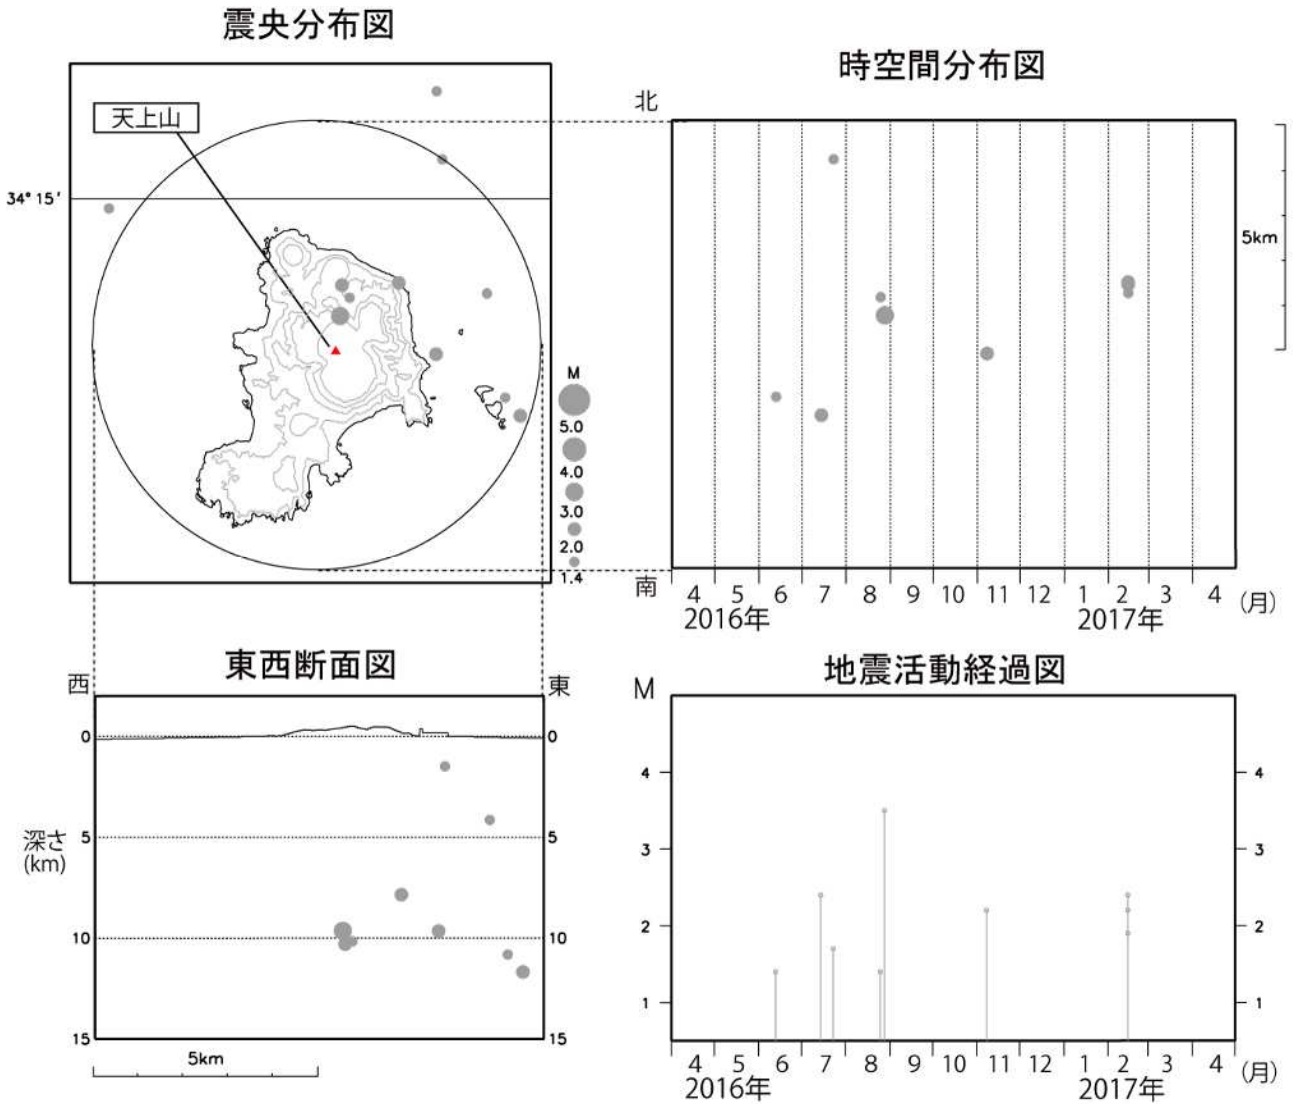 震央分布図
天上山
34° 15′
M
5.0
4.0
3.0
2.0
1.4
時空間分布図
北
南
5km
4 5 6 7 8 9 10 11 12 1 2 3 4 (月)
2016年 2017年
東西断面図
西 東
0 0
深さ
(km)
5 5
10 10
15 15
5km
地震活動経過図
M
4 4
3 3
2 2
1 1
4 5 6 7 8 9 10 11 12 1 2 3 4 (月)
2016年 2017年